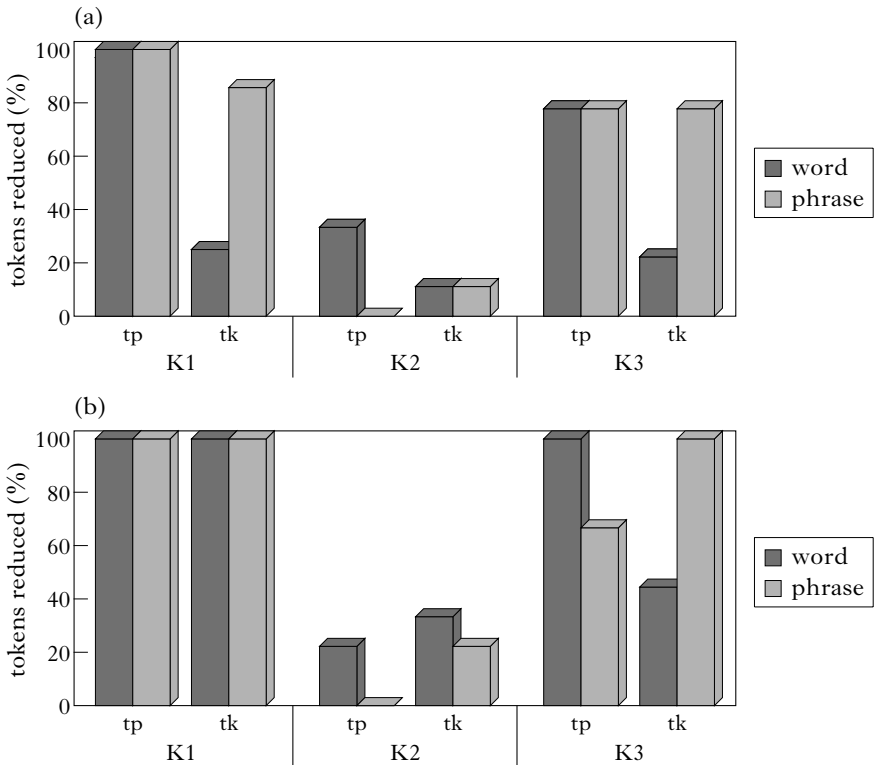 (a)
tokens reduced (%)
100
80
60
40
20
0
tp tk tp tk tp tk
K1 K2 K3
word
phrase
(b)
tokens reduced (%)
100
80
60
40
20
0
tp tk tp tk tp tk
K1 K2 K3
word
phrase